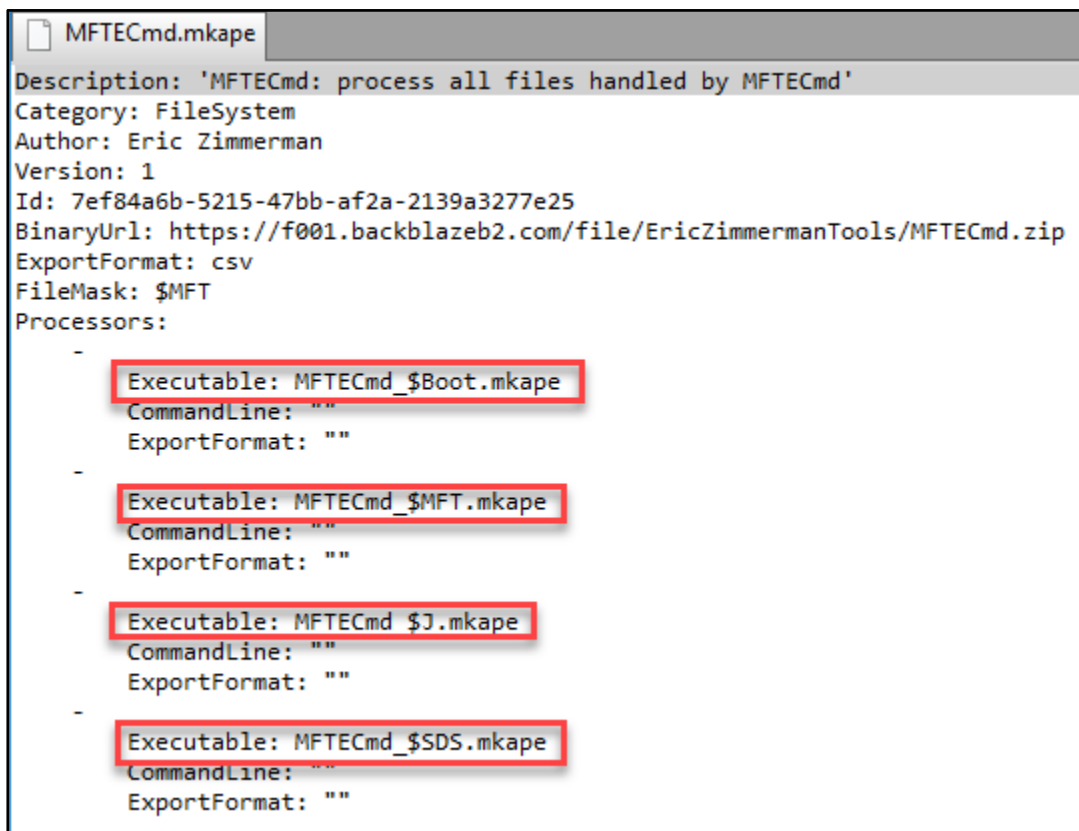 MFTECmd.mkape
Description: 'MFTECmd: process all files handled by MFTECmd'
Category: FileSystem
Author: Eric Zimmerman
Version: 1
Id: 7ef84a6b-5215-47bb-af2a-2139a3277e25
BinaryUrl: https://f001.backblazeb2.com/file/EricZimmermanTools/MFTECmd.zip
ExportFormat: csv
FileMask: $MFT
Processors:
-
Executable: MFTECmd_$Boot.mkape
CommandLine: ""
ExportFormat: ""
-
Executable: MFTECmd_$MFT.mkape
CommandLine: ""
ExportFormat: ""
-
Executable: MFTECmd $J.mkape
CommandLine: ""
ExportFormat: ""
-
Executable: MFTECmd_$SDS.mkape
CommandLine: ""
ExportFormat: ""